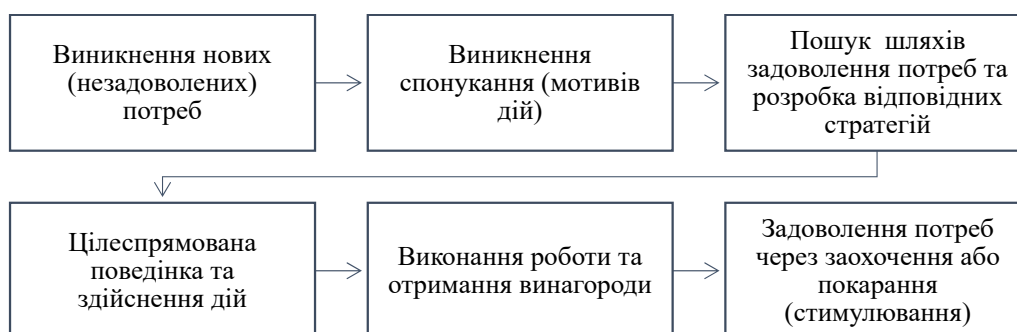 Виникнення нових
(незадоволених)
потреб
Виникнення
спонукання (мотивів
дій)
Пошук шляхів
задоволення потреб та
розробка відповідних
стратегій
Цілеспрямована
поведінка та
здійснення дій
Виконання роботи та
отримання винагороди
Задоволення потреб
через заохочення або
покарання
(стимулювання)